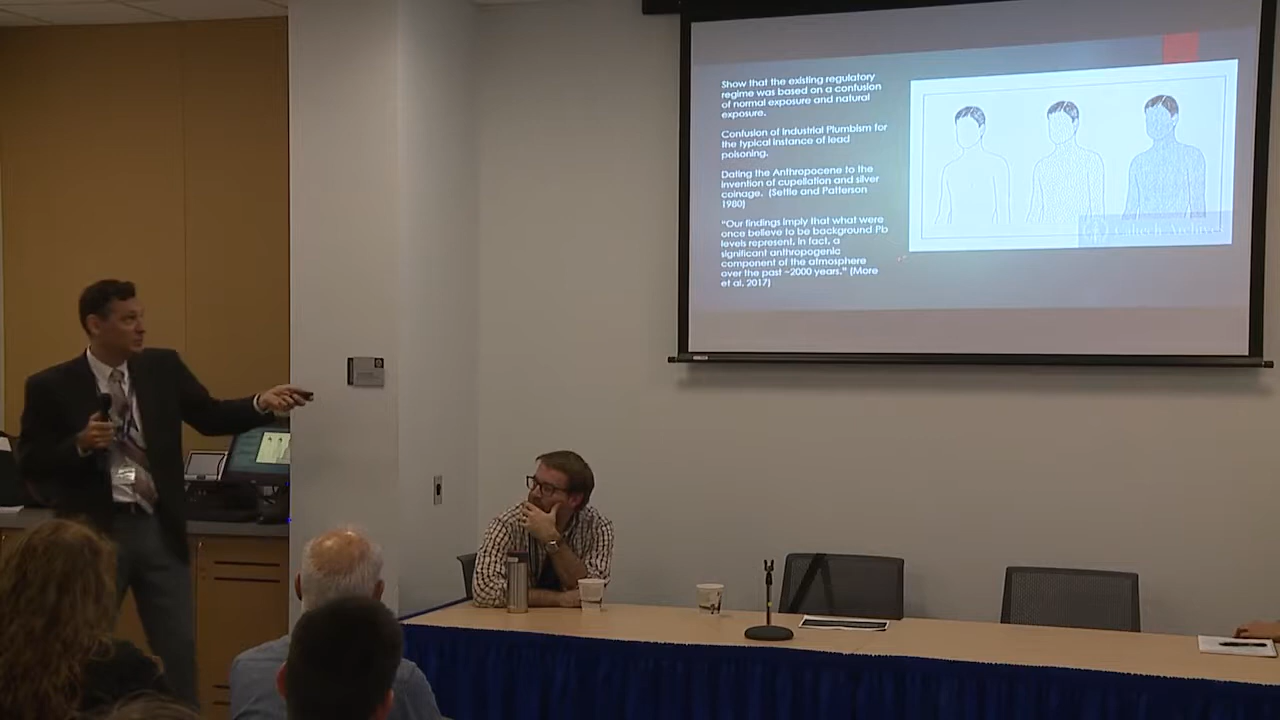 Show that the existing regulatory
regime was based on a confusion
of normal exposure and natural
exposure.
Confusion of Industrial Plumbism for
the typical instance of lead
poisoning.
Dating the Anthropocene to the
invention of cupellation and silver
coinage. (Settle and Patterson
1980)
"Our findings imply that what were
once believe to be background Pb
levels represent, in fact, a
significant anthropogenic
component of the atmosphere
over the past ~2000 years." (More
et al. 2017)
Caltech Archives